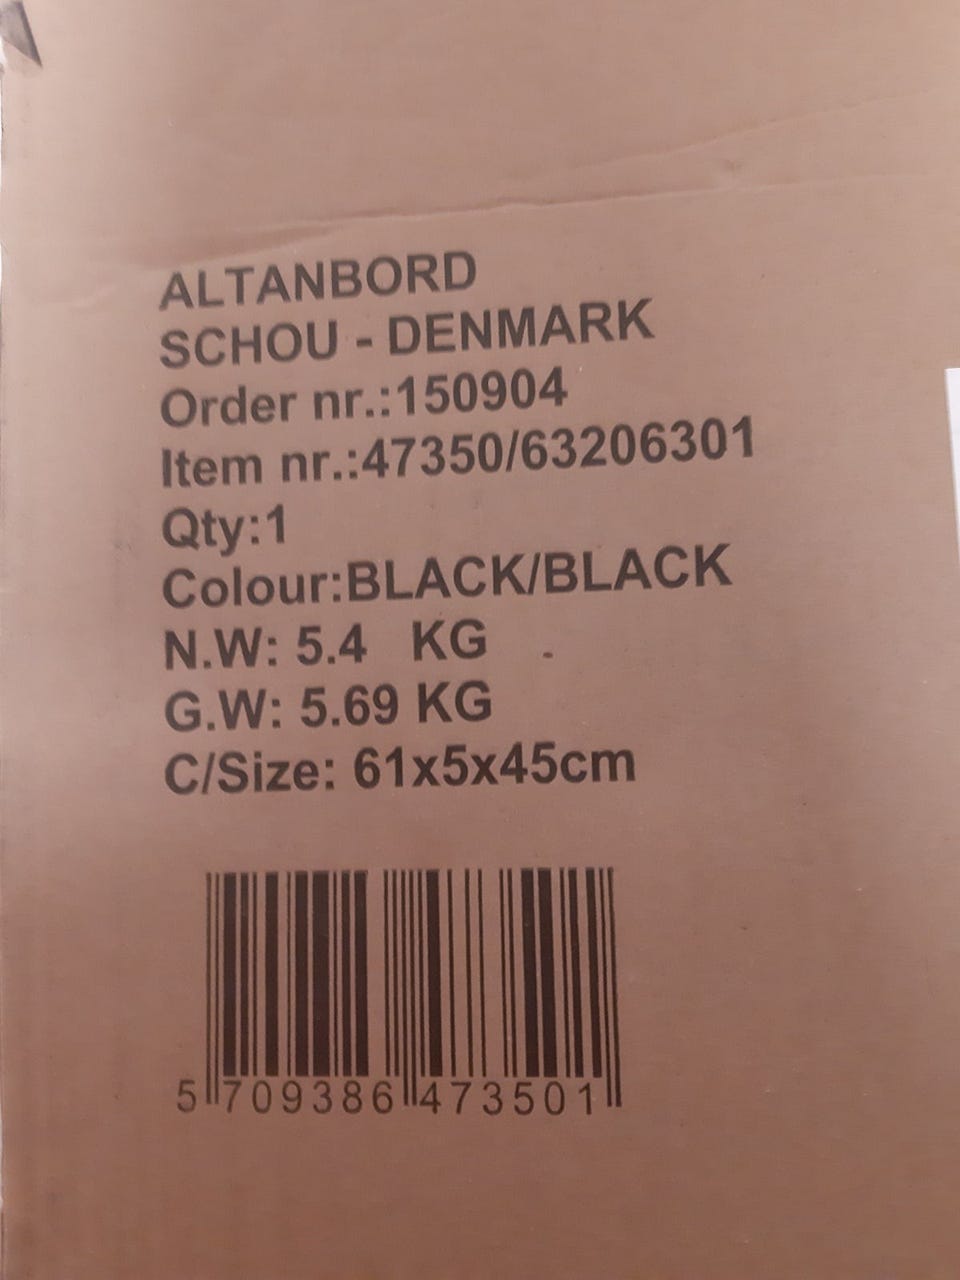 ALTANBORD
SCHOU - DENMARK
Order nr.:150904
Item nr.:47350/63206301
Qty:1
Colour:BLACK/BLACK
N.W: 5.4 KG
G.W: 5.69 KG
C/Size: 61x5x45cm
5 709386 473501